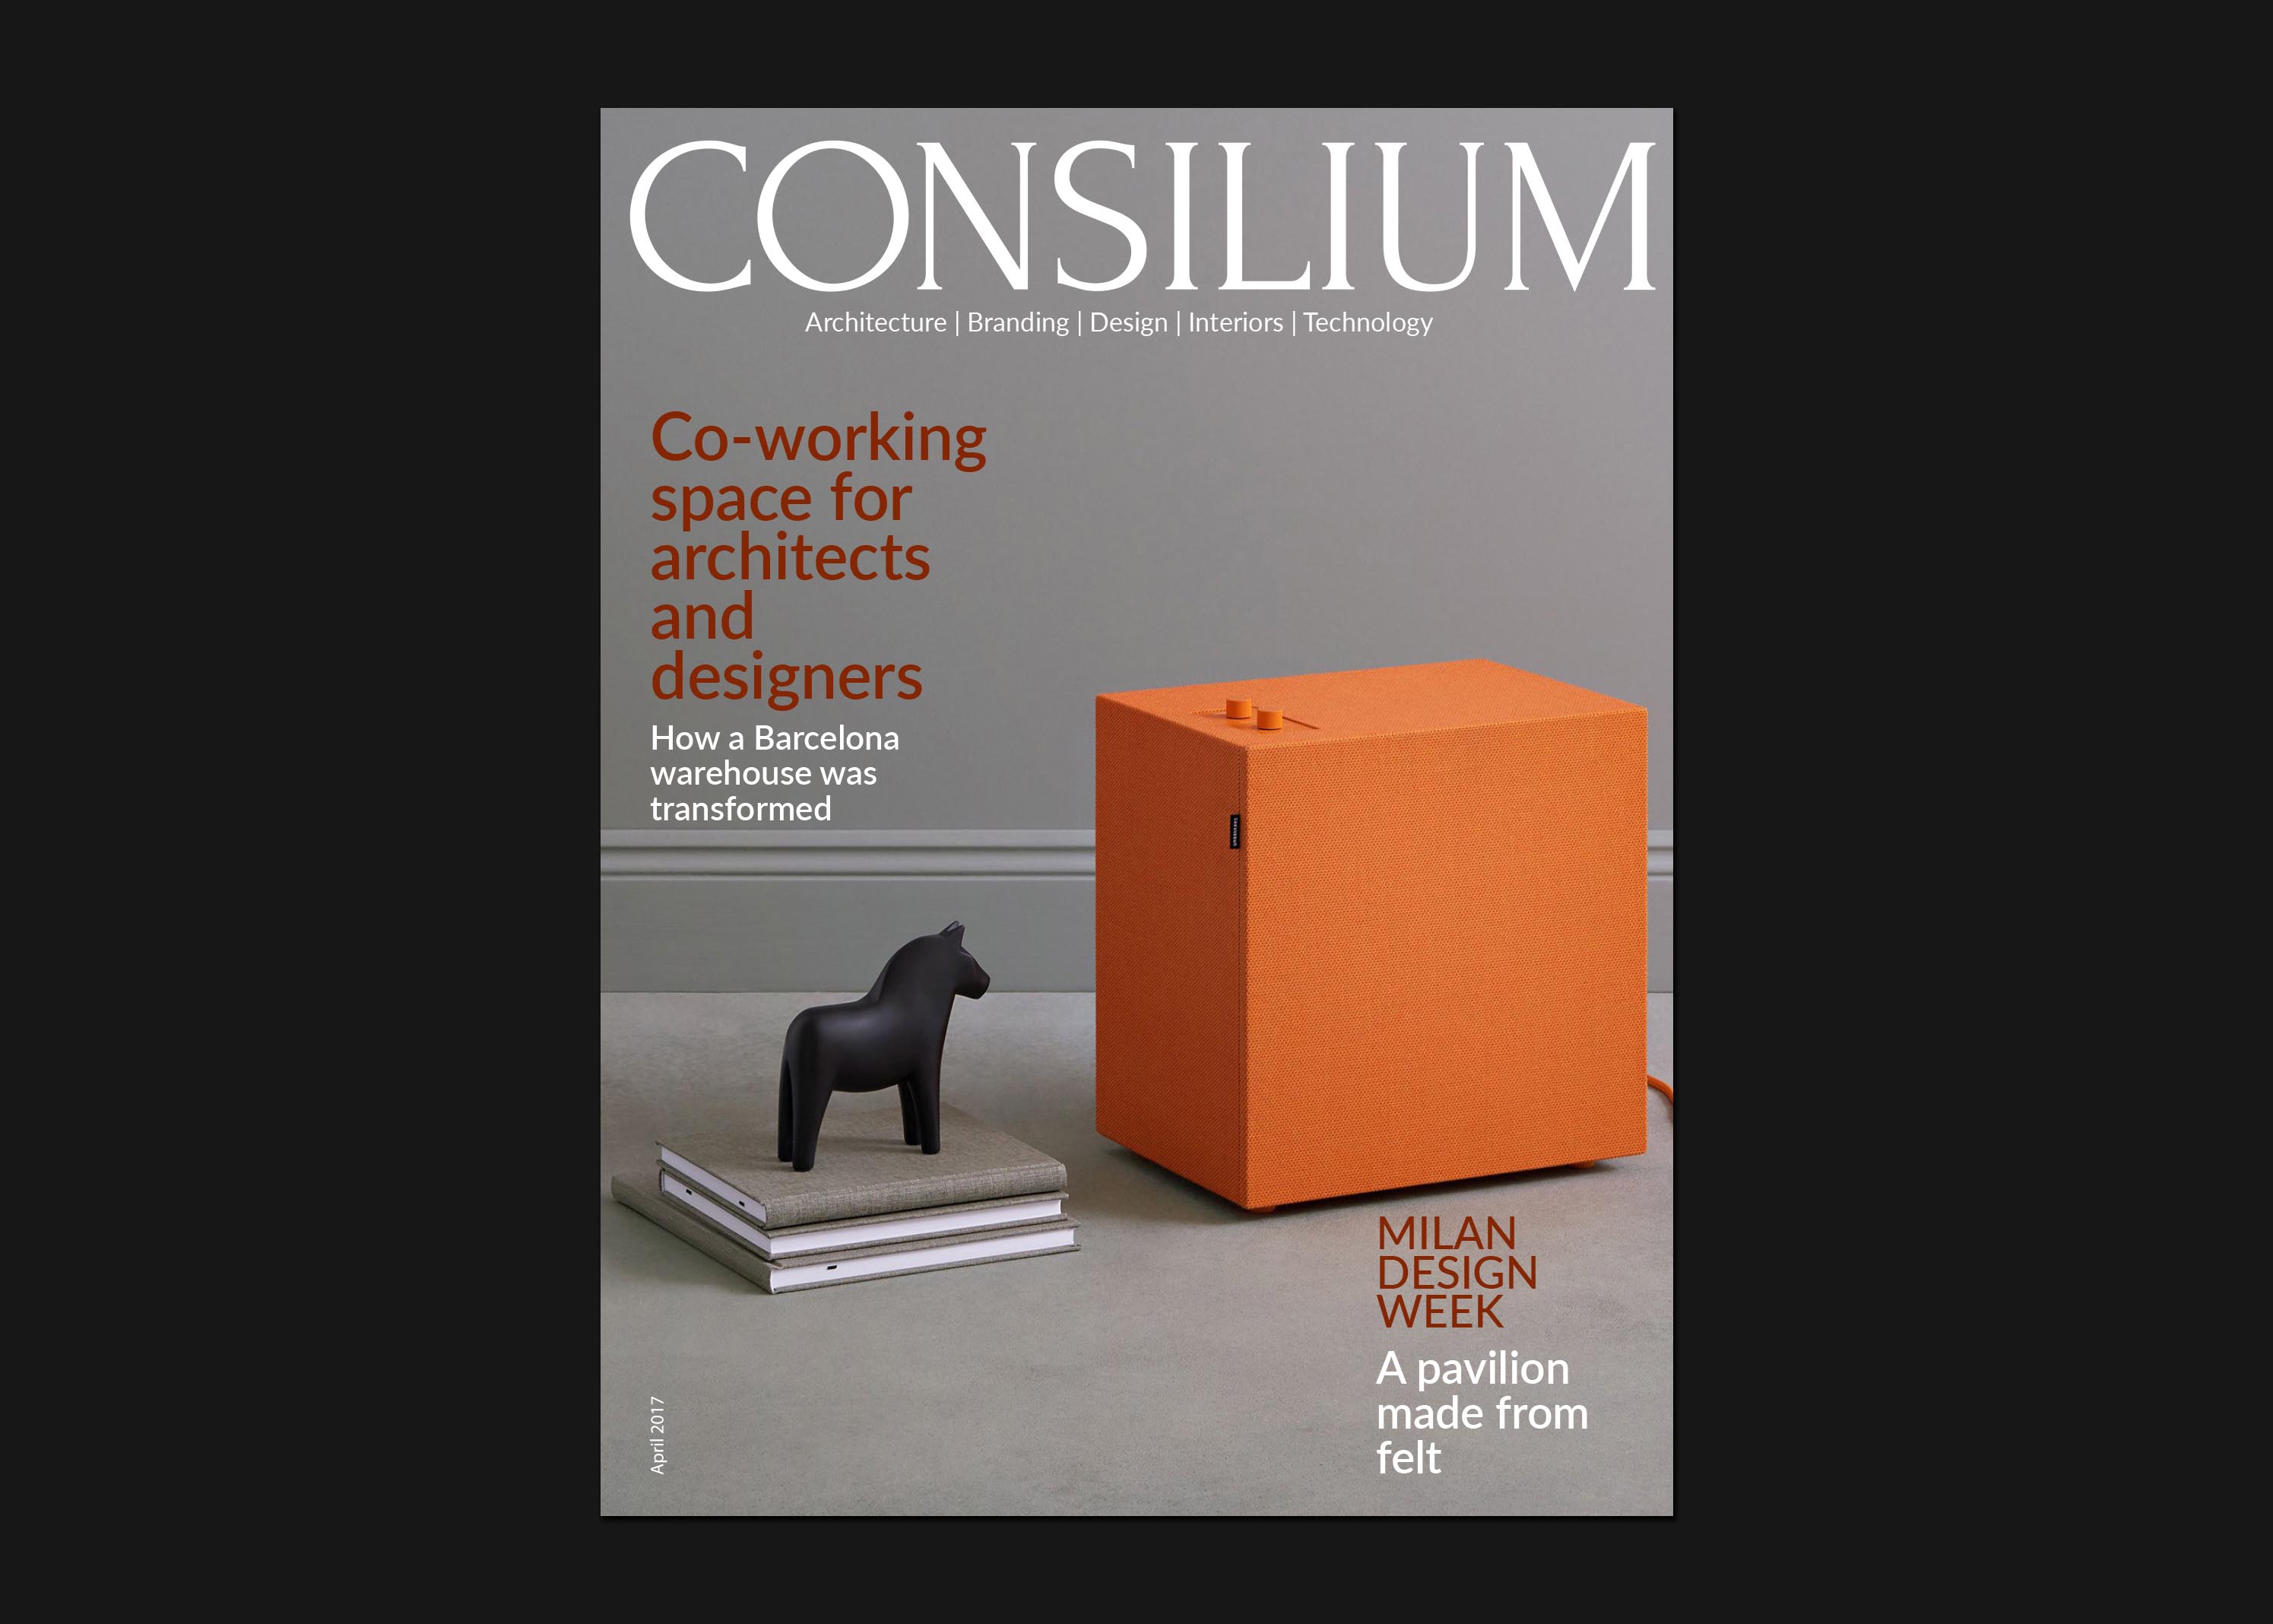 CONSILIUM
Architecture | Branding | Design | Interiors | Technology
Co-working
space for
architects
and
designers
How a Barcelona
warehouse was
transformed
MILAN
DESIGN
WEEK
A pavilion
made from
felt
April 2017